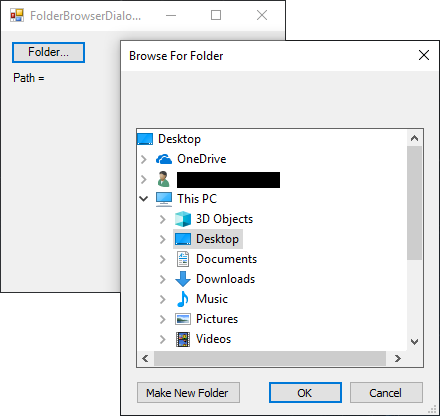 FolderBrowserDialo...
Folder...
Path =
Browse For Folder
Desktop
OneDrive
This PC
3D Objects
Desktop
Documents
Downloads
Music
Pictures
Videos
Make New Folder
OK
Cancel